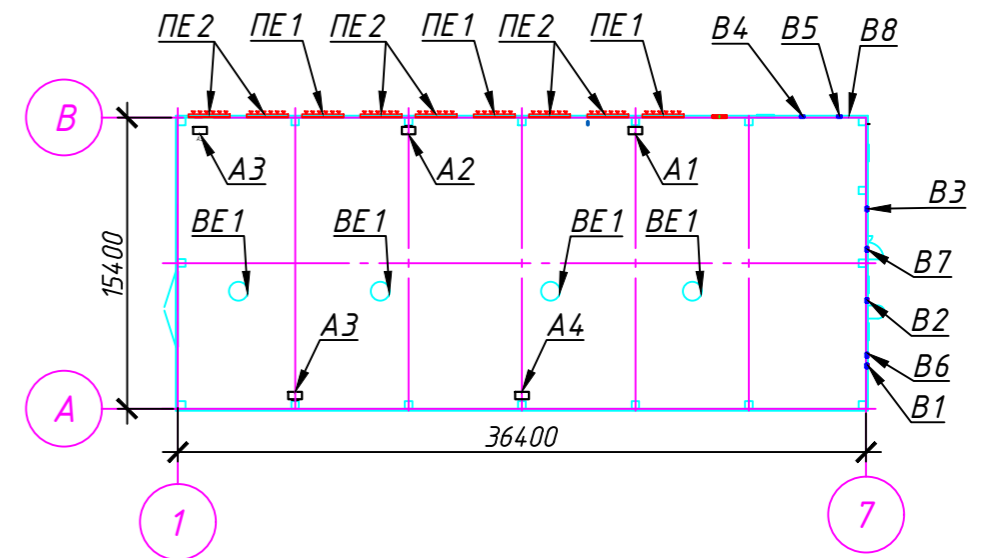 ПЕ2 ПЕ1 ПЕ2 ПЕ1 ПЕ2 ПЕ1 В4 В5 В8
В
А3 А2 А1
В3
ВЕ1 ВЕ1 ВЕ1 ВЕ1
В7
15400
А3 А4
В2
В6
А
В1
36400
1 7